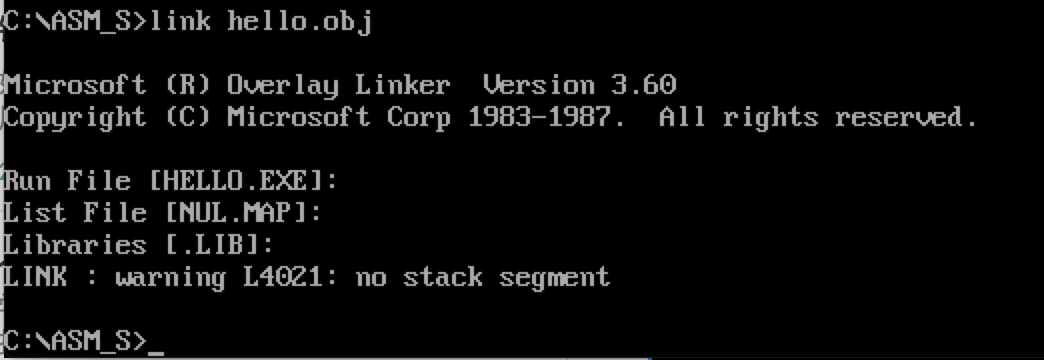 C:\ASM_S>link hello.obj
Microsoft (R) Overlay Linker  Version 3.60
Copyright (C) Microsoft Corp 1983-1987.  All rights reserved.
Run File [HELLO.EXE]:
List File [NUL.MAP]:
Libraries [.LIB]:
LINK : warning L4021: no stack segment
C:\ASM_S>_